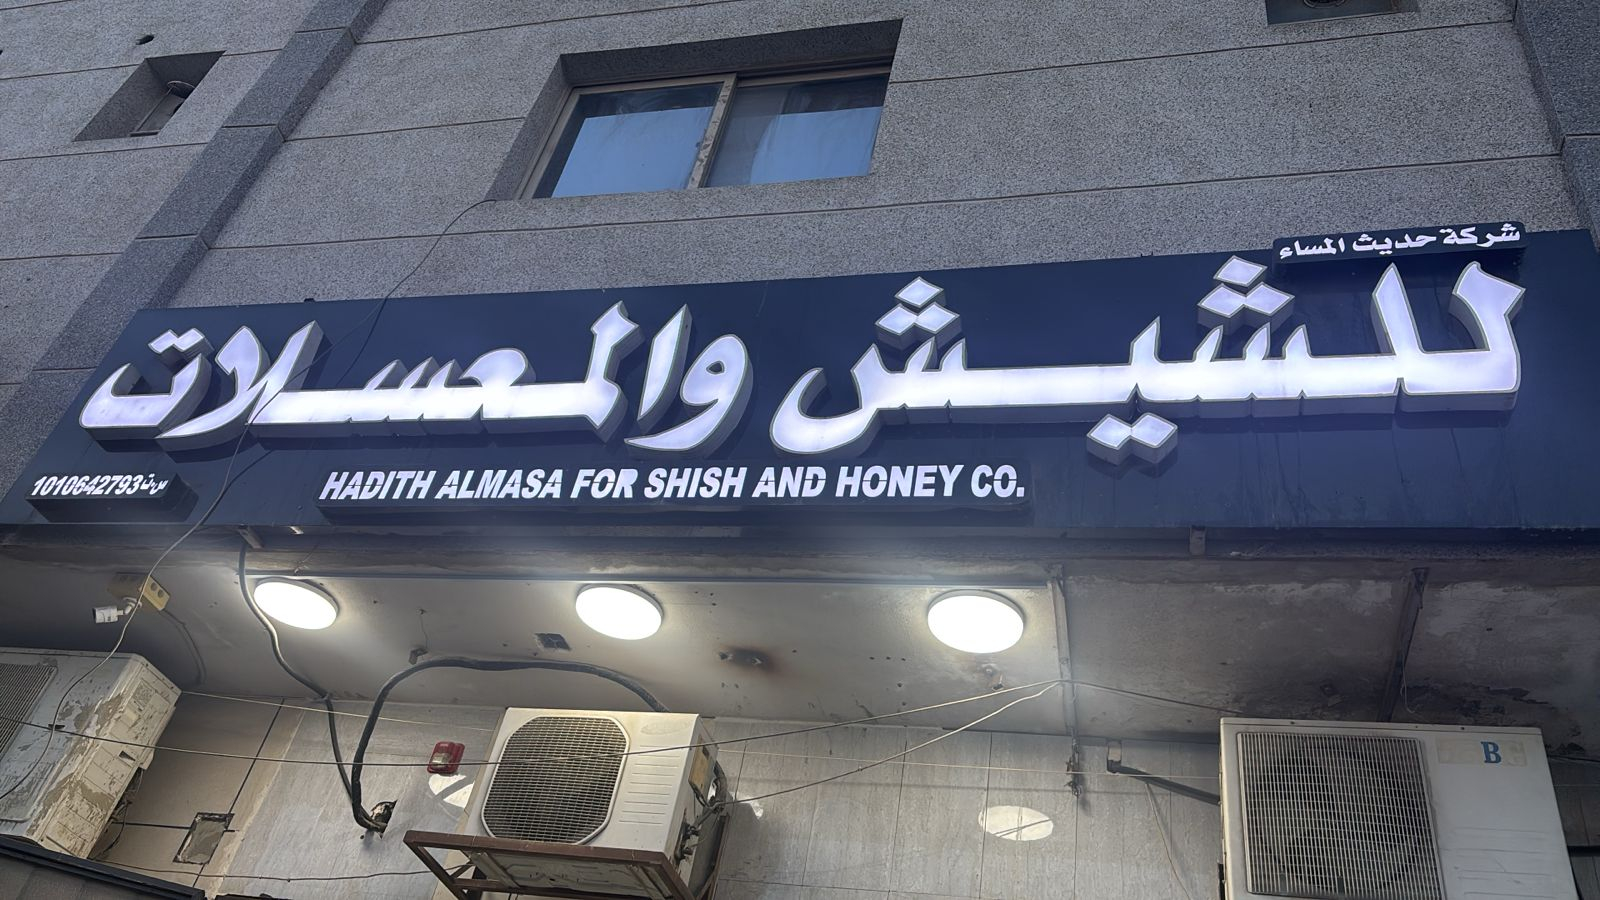 شركة حديث المساء
للشيش والمعسلات
HADITH ALMASA FOR SHISH AND HONEY CO.
س.ت 1010642793
B